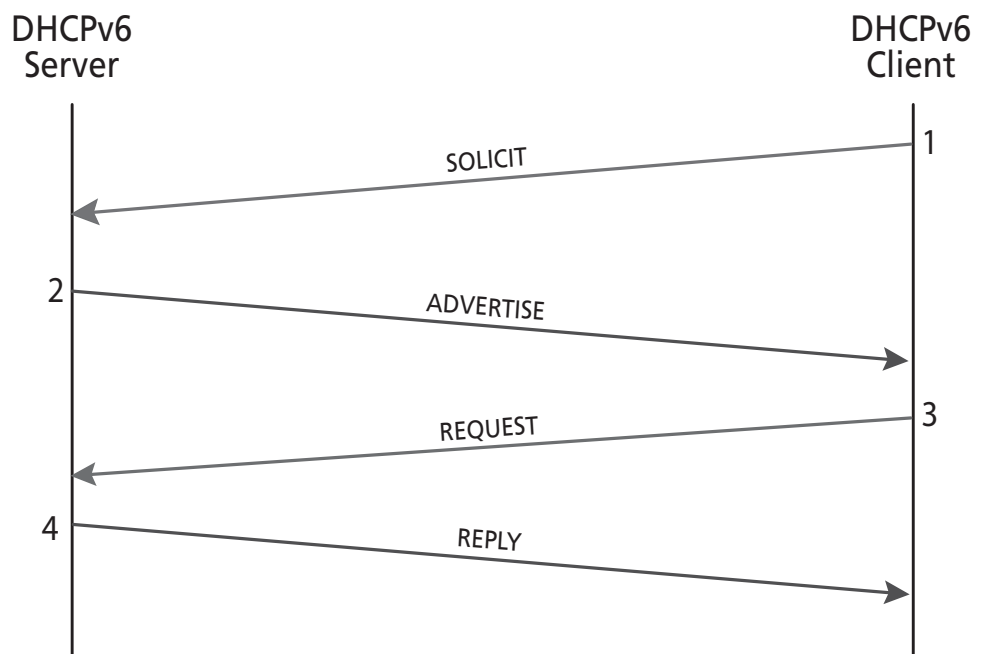 DHCPv6
Server
DHCPv6
Client
1
SOLICIT
2
ADVERTISE
3
REQUEST
4
REPLY